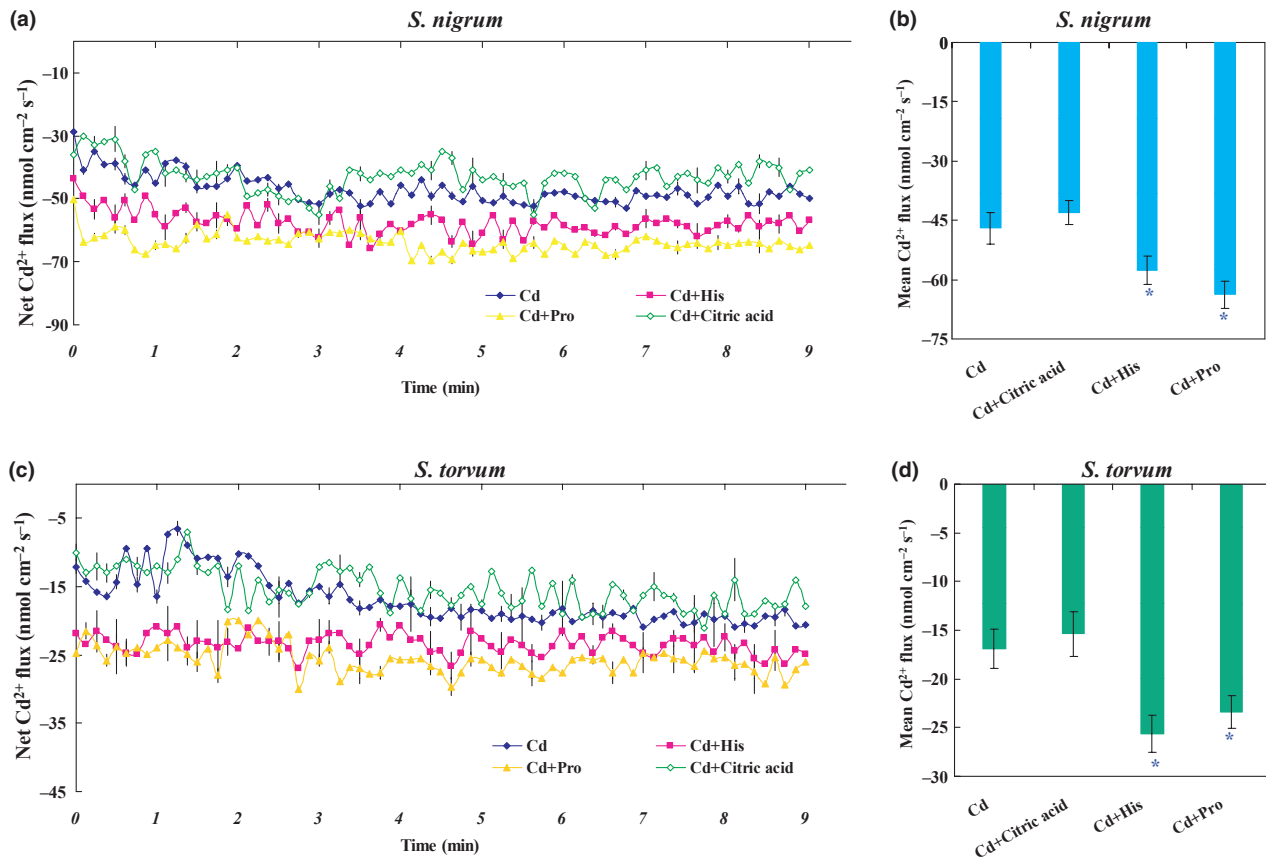 (a)
S. nigrum
Net Cd²⁺ flux (nmol cm⁻² s⁻¹)
–10
–30
–50
–70
–90
Cd
Cd+His
Cd+Pro
Cd+Citric acid
0 1 2 3 4 5 6 7 8 9
Time (min)
(b)
S. nigrum
Mean Cd²⁺ flux (nmol cm⁻² s⁻¹)
0
–15
–30
–45
–60
–75
*
*
Cd
Cd+Citric acid
Cd+His
Cd+Pro
(c)
S. torvum
Net Cd²⁺ flux (nmol cm⁻² s⁻¹)
–5
–15
–25
–35
–45
Cd
Cd+His
Cd+Pro
Cd+Citric acid
0 1 2 3 4 5 6 7 8 9
Time (min)
(d)
S. torvum
Mean Cd²⁺ flux (nmol cm⁻² s⁻¹)
0
–5
–10
–15
–20
–25
–30
*
*
Cd
Cd+Citric acid
Cd+His
Cd+Pro